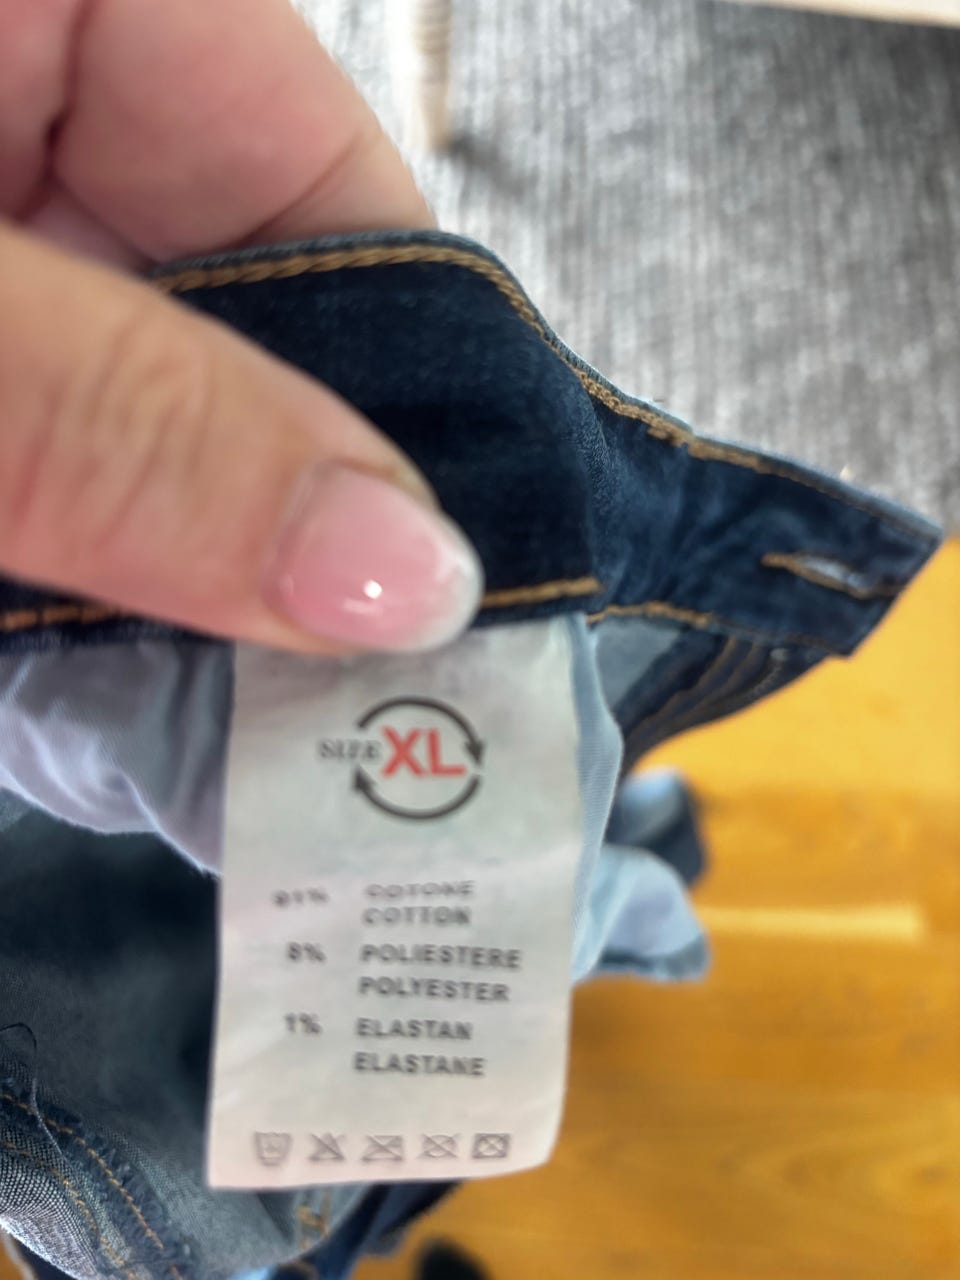 SIZE XL
91% COTONE
COTTON
8% POLIESTERE
POLYESTER
1% ELASTAN
ELASTANE